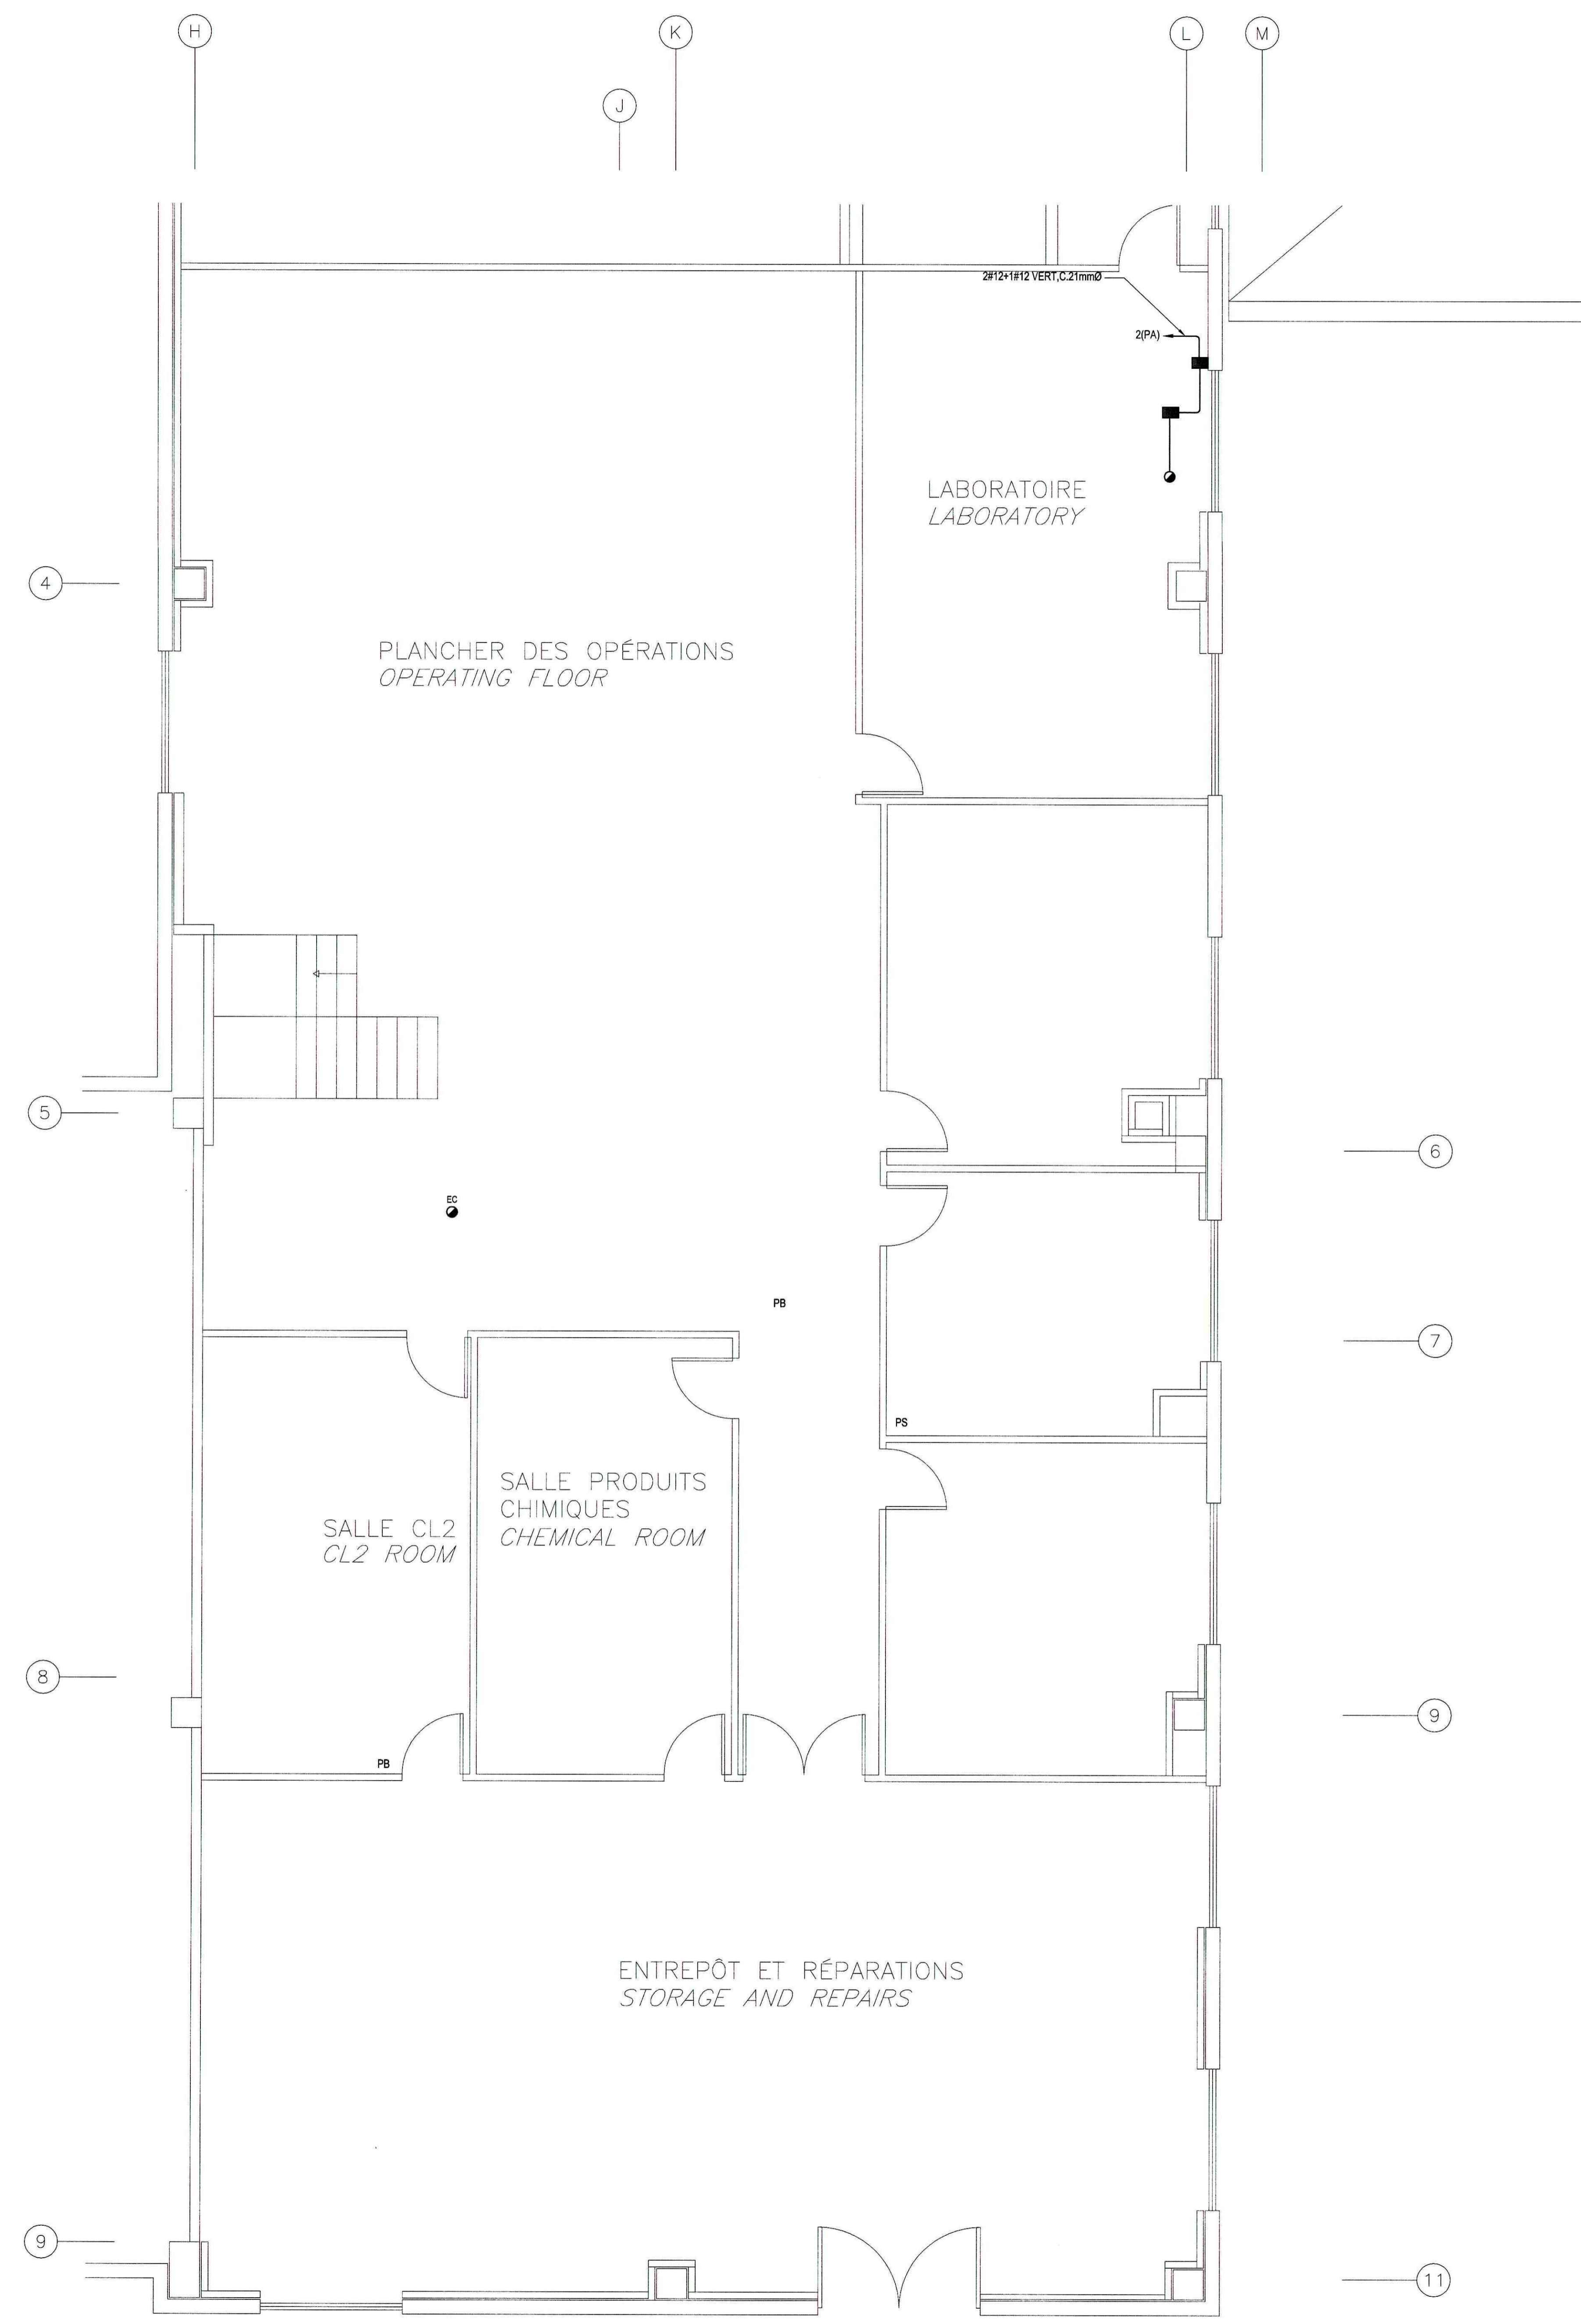 H
K
L
M
J
2#12+1#12 VERT,C.21mmØ
2(PA)
LABORATOIRE
LABORATORY
4
PLANCHER DES OPÉRATIONS
OPERATING FLOOR
5
6
EC
PB
7
PS
SALLE PRODUITS
CHIMIQUES
CHEMICAL ROOM
SALLE CL2
CL2 ROOM
8
9
PB
ENTREPÔT ET RÉPARATIONS
STORAGE AND REPAIRS
9
11